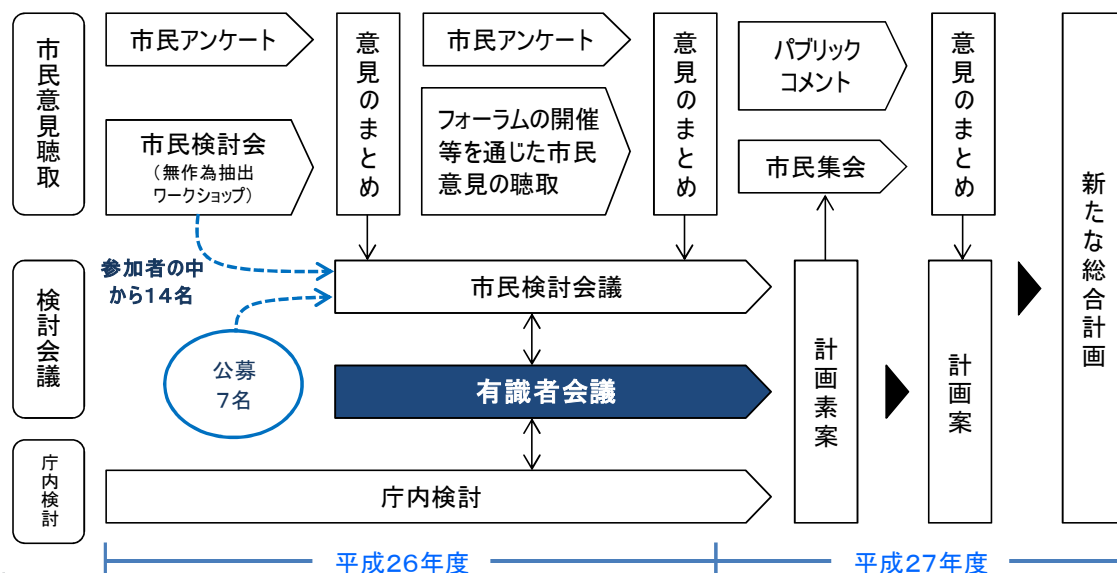 市民意見聴取
市民アンケート
市民検討会
(無作為抽出
ワークショップ)
意見のまとめ
市民アンケート
フォーラムの開催
等を通じた市民
意見の聴取
意見のまとめ
パブリック
コメント
市民集会
意見のまとめ
新たな総合計画
検討会議
参加者の中
から14名
公募
7名
市民検討会議
有識者会議
計画素案
計画案
庁内検討
庁内検討
平成26年度
平成27年度